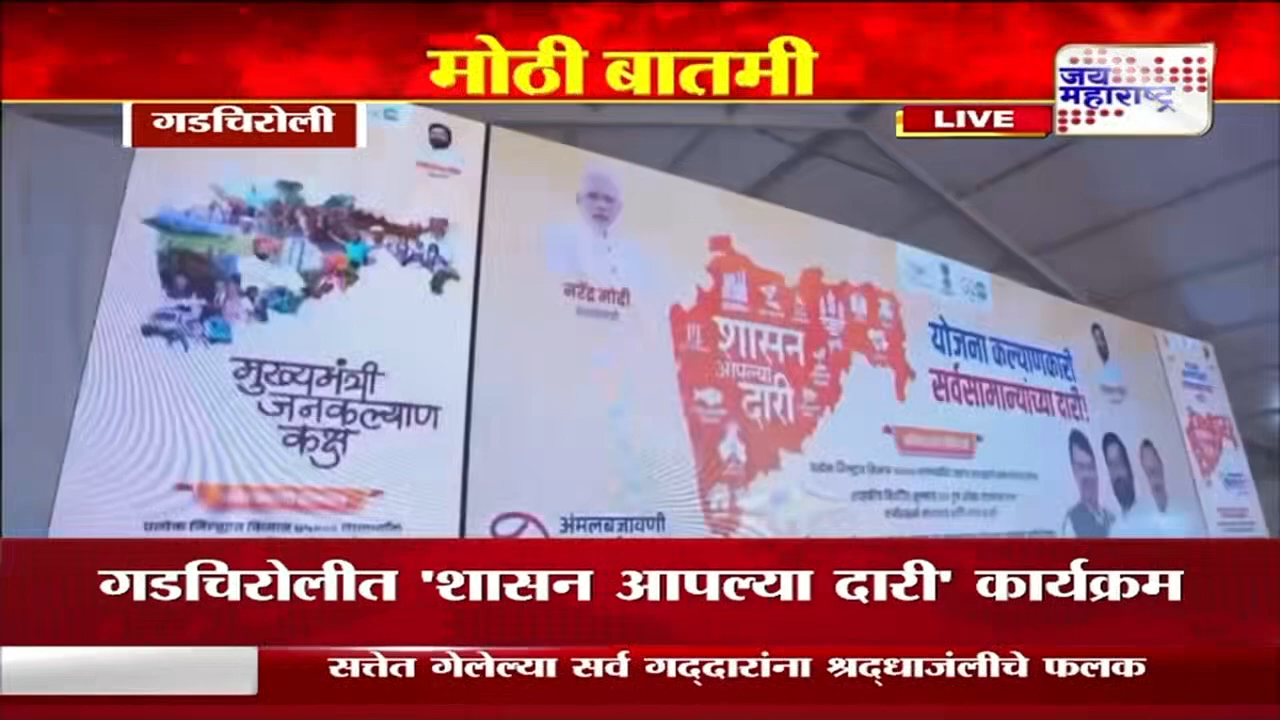 मोठी बातमी
जय
महाराष्ट्र
गडचिरोली
LIVE
नरेंद्र मोदी
मुख्यमंत्री
जनकल्याण
कक्ष
शासन
आपल्या
दारी
योजना कल्याणकारी
सर्वसामान्यांच्या दारी!
अंमलबजावणी
गडचिरोलीत 'शासन आपल्या दारी' कार्यक्रम
सत्तेत गेलेल्या सर्व गद्दारांना श्रद्धाजंलीचे फलक